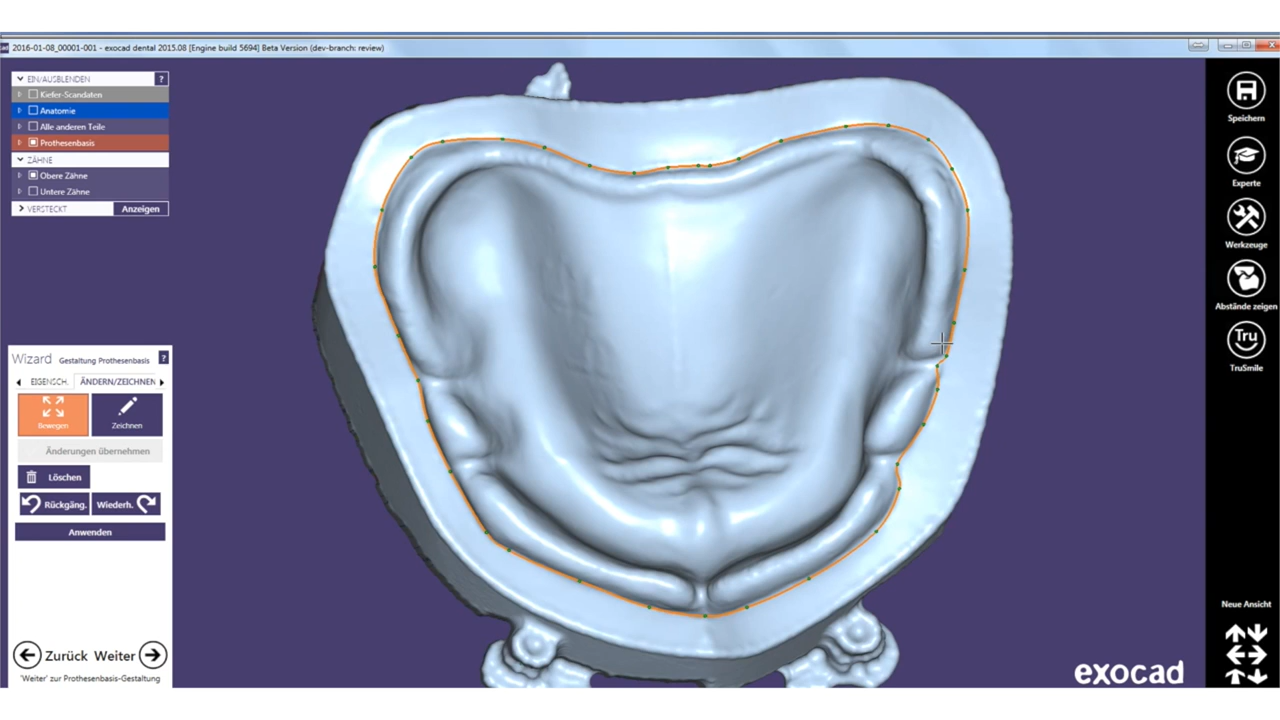 2016-01-08_00001-001 - exocad dental 2015.08 [Engine build 5694] Beta Version (dev-branch: review)
EIN/AUSBLENDEN ?
Kiefer-Scandaten
Anatomie
Alle anderen Teile
Prothesenbasis
ZÄHNE
Obere Zähne
Untere Zähne
VERSTECKT Anzeigen
Speichern
Experte
Werkzeuge
Abstände zeigen
Tru
TruSmile
Wizard Gestaltung Prothesenbasis ?
EIGENSCH. ÄNDERN/ZEICHNEN
Bewegen Zeichnen
Änderungen übernehmen
Löschen
Rückgäng. Wiederh.
Anwenden
Neue Ansicht
Zurück Weiter
'Weiter' zur Prothesenbasis-Gestaltung
exocad